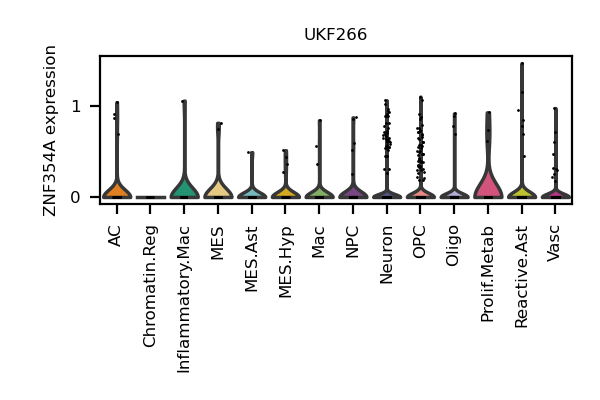 UKF266
ZNF354A expression
1
0
AC
Chromatin.Reg
Inflammatory.Mac
MES
MES.Ast
MES.Hyp
Mac
NPC
Neuron
OPC
Oligo
Prolif.Metab
Reactive.Ast
Vasc